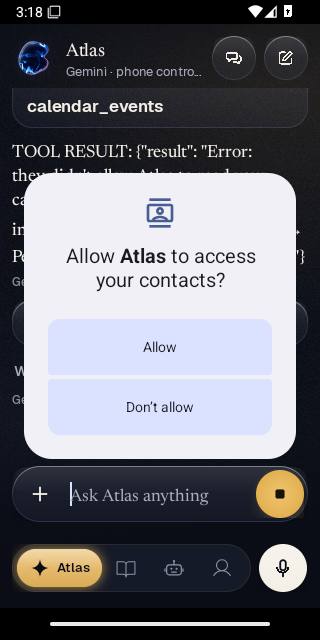 3:18
Atlas
Gemini · phone contro...
calendar_events
TOOL RESULT: {"result": "Error:
Allow Atlas to access
your contacts?
Allow
Don't allow
Ask Atlas anything
Atlas